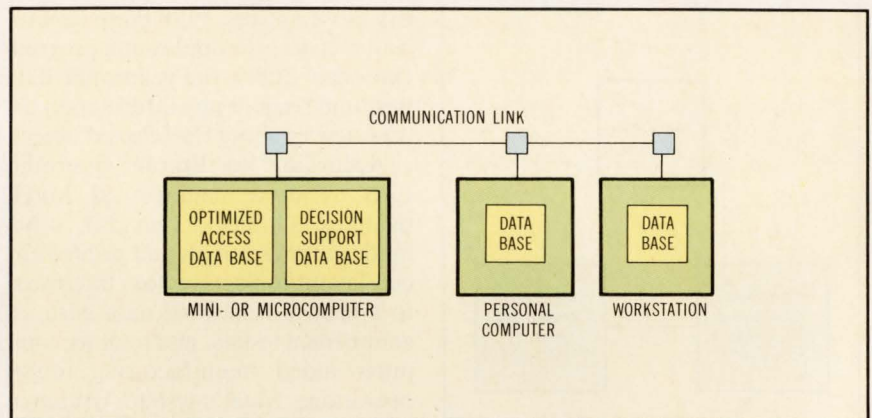 COMMUNICATION LINK
OPTIMIZED
ACCESS
DATA BASE
DECISION
SUPPORT
DATA BASE
DATA
BASE
DATA
BASE
MINI- OR MICROCOMPUTER
PERSONAL
COMPUTER
WORKSTATION